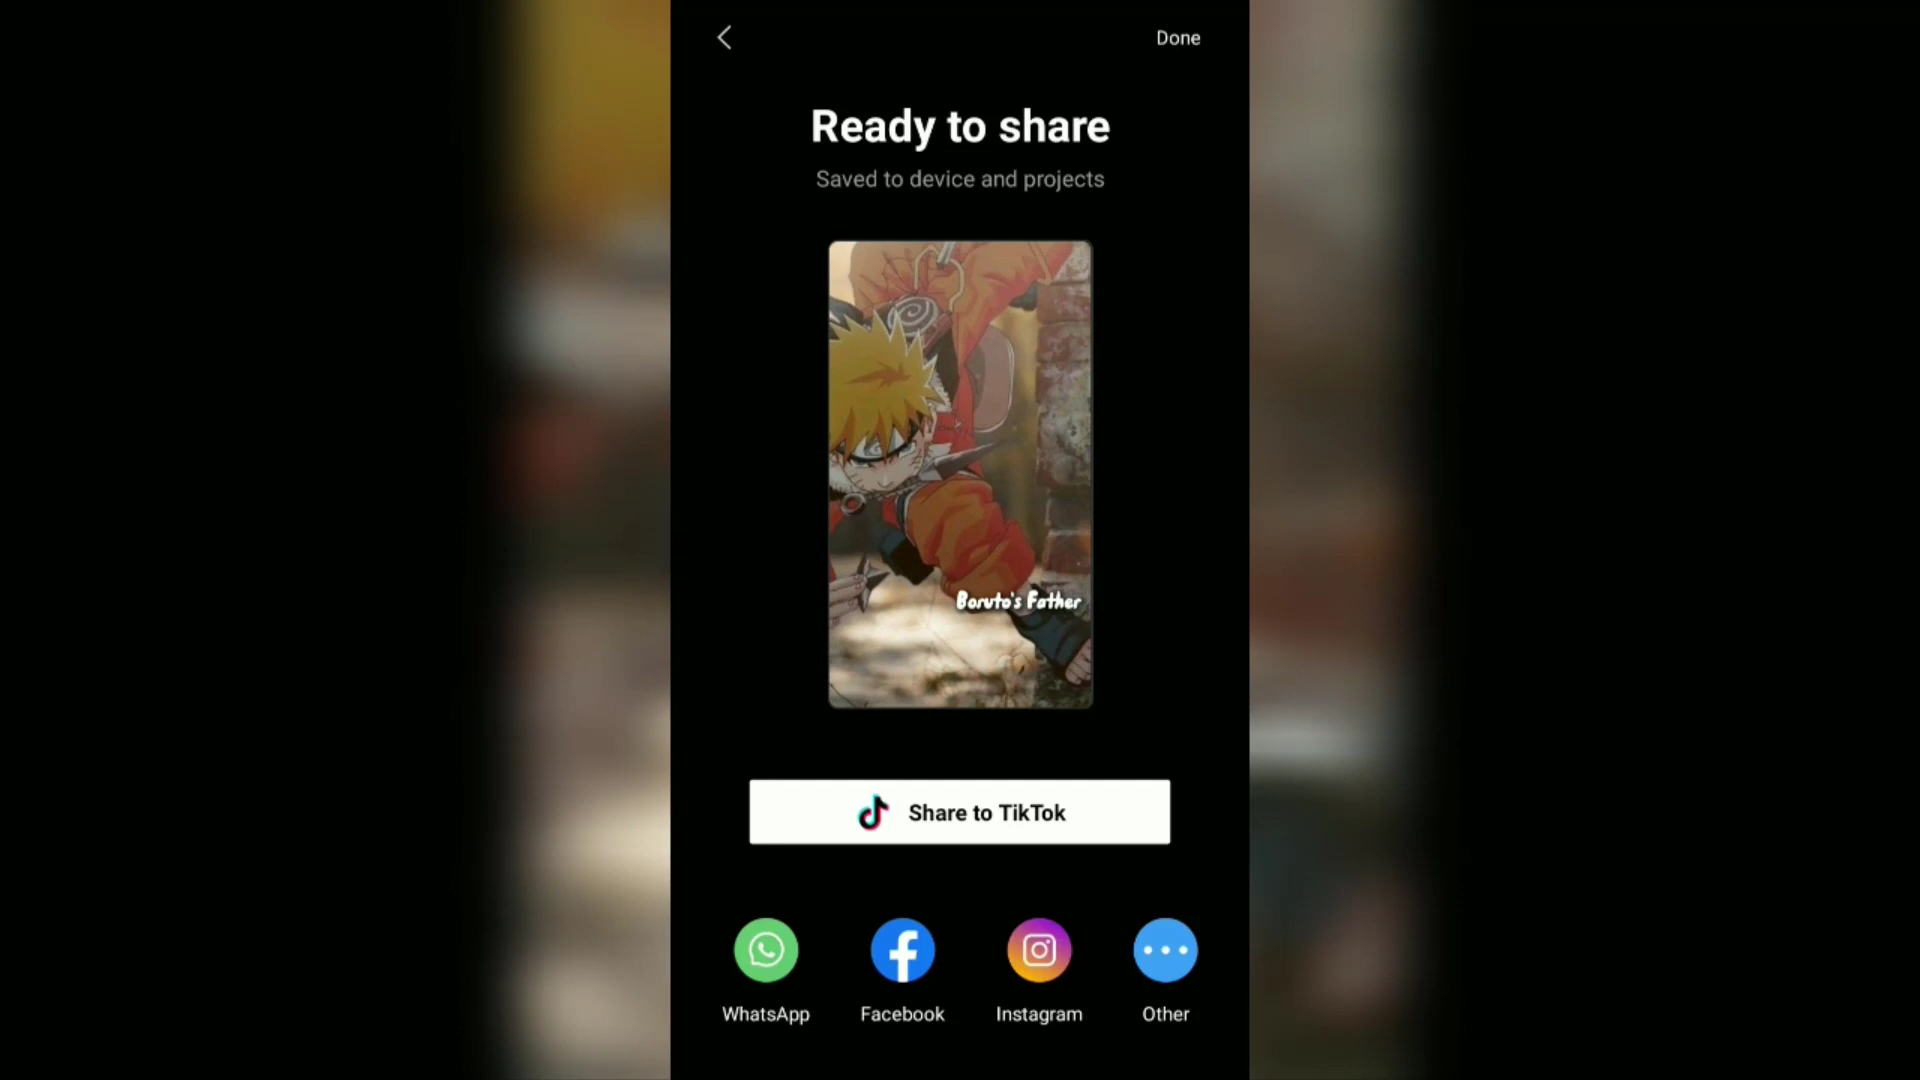 Done
Ready to share
Saved to device and projects
Boruto's Father
Share to TikTok
WhatsApp
Facebook
Instagram
Other